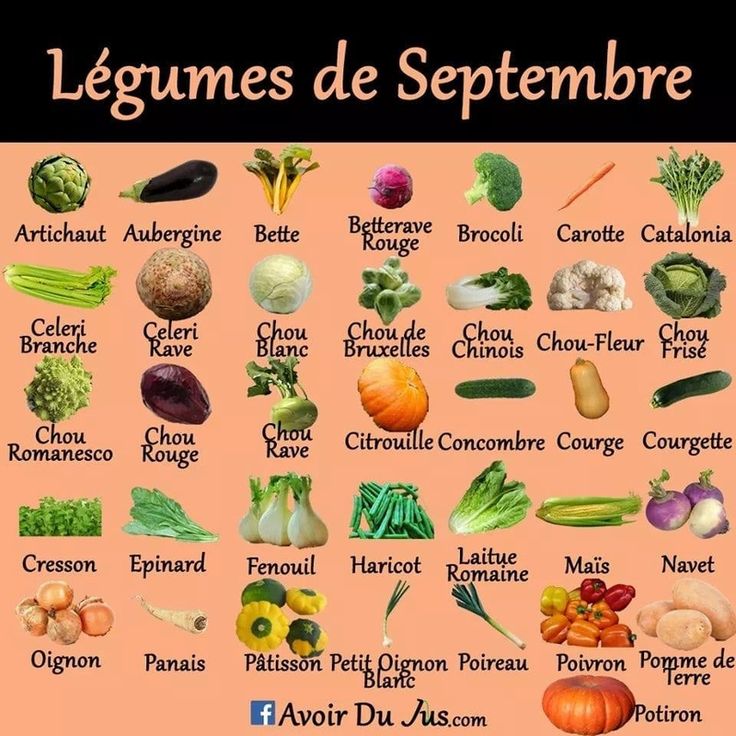 Légumes de Septembre
Artichaut
Aubergine
Bette
Betterave
Rouge
Brocoli
Carotte
Catalonia
Celeri
Branche
Celeri
Rave
Chou
Blanc
Chou de
Bruxelles
Chou
Chinois
Chou-Fleur
Chou
Frisé
Chou
Romanesco
Chou
Rouge
Chou
Rave
Citrouille
Concombre
Courge
Courgette
Cresson
Epinard
Fenouil
Haricot
Laitue
Romaine
Maïs
Navet
Oignon
Panais
Pâtisson
Petit Oignon
Blanc
Poireau
Poivron
Pomme de
Terre
Potiron
f Avoir Du Jus.com